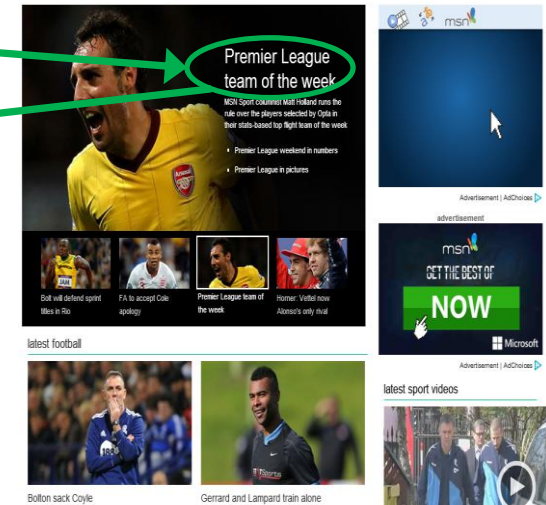 Premier League
team of the week
MSN Sport columnist Matt Holland runs the
rule over the players selected by Opta in
their stats-based top flight team of the week
• Premier League weekend in numbers
• Premier League in pictures
Arsenal
JAM
Bolt will defend sprint
titles in Rio
FA to accept Cole
apology
Premier League team of
the week
Horner: Vettel now
Alonso's only rival
latest football
188
Bolton sack Coyle
Gerrard and Lampard train alone
msn
Advertisement | AdChoices
advertisement
msn
GET THE BEST OF
NOW
Microsoft
Advertisement | AdChoices
latest sport videos